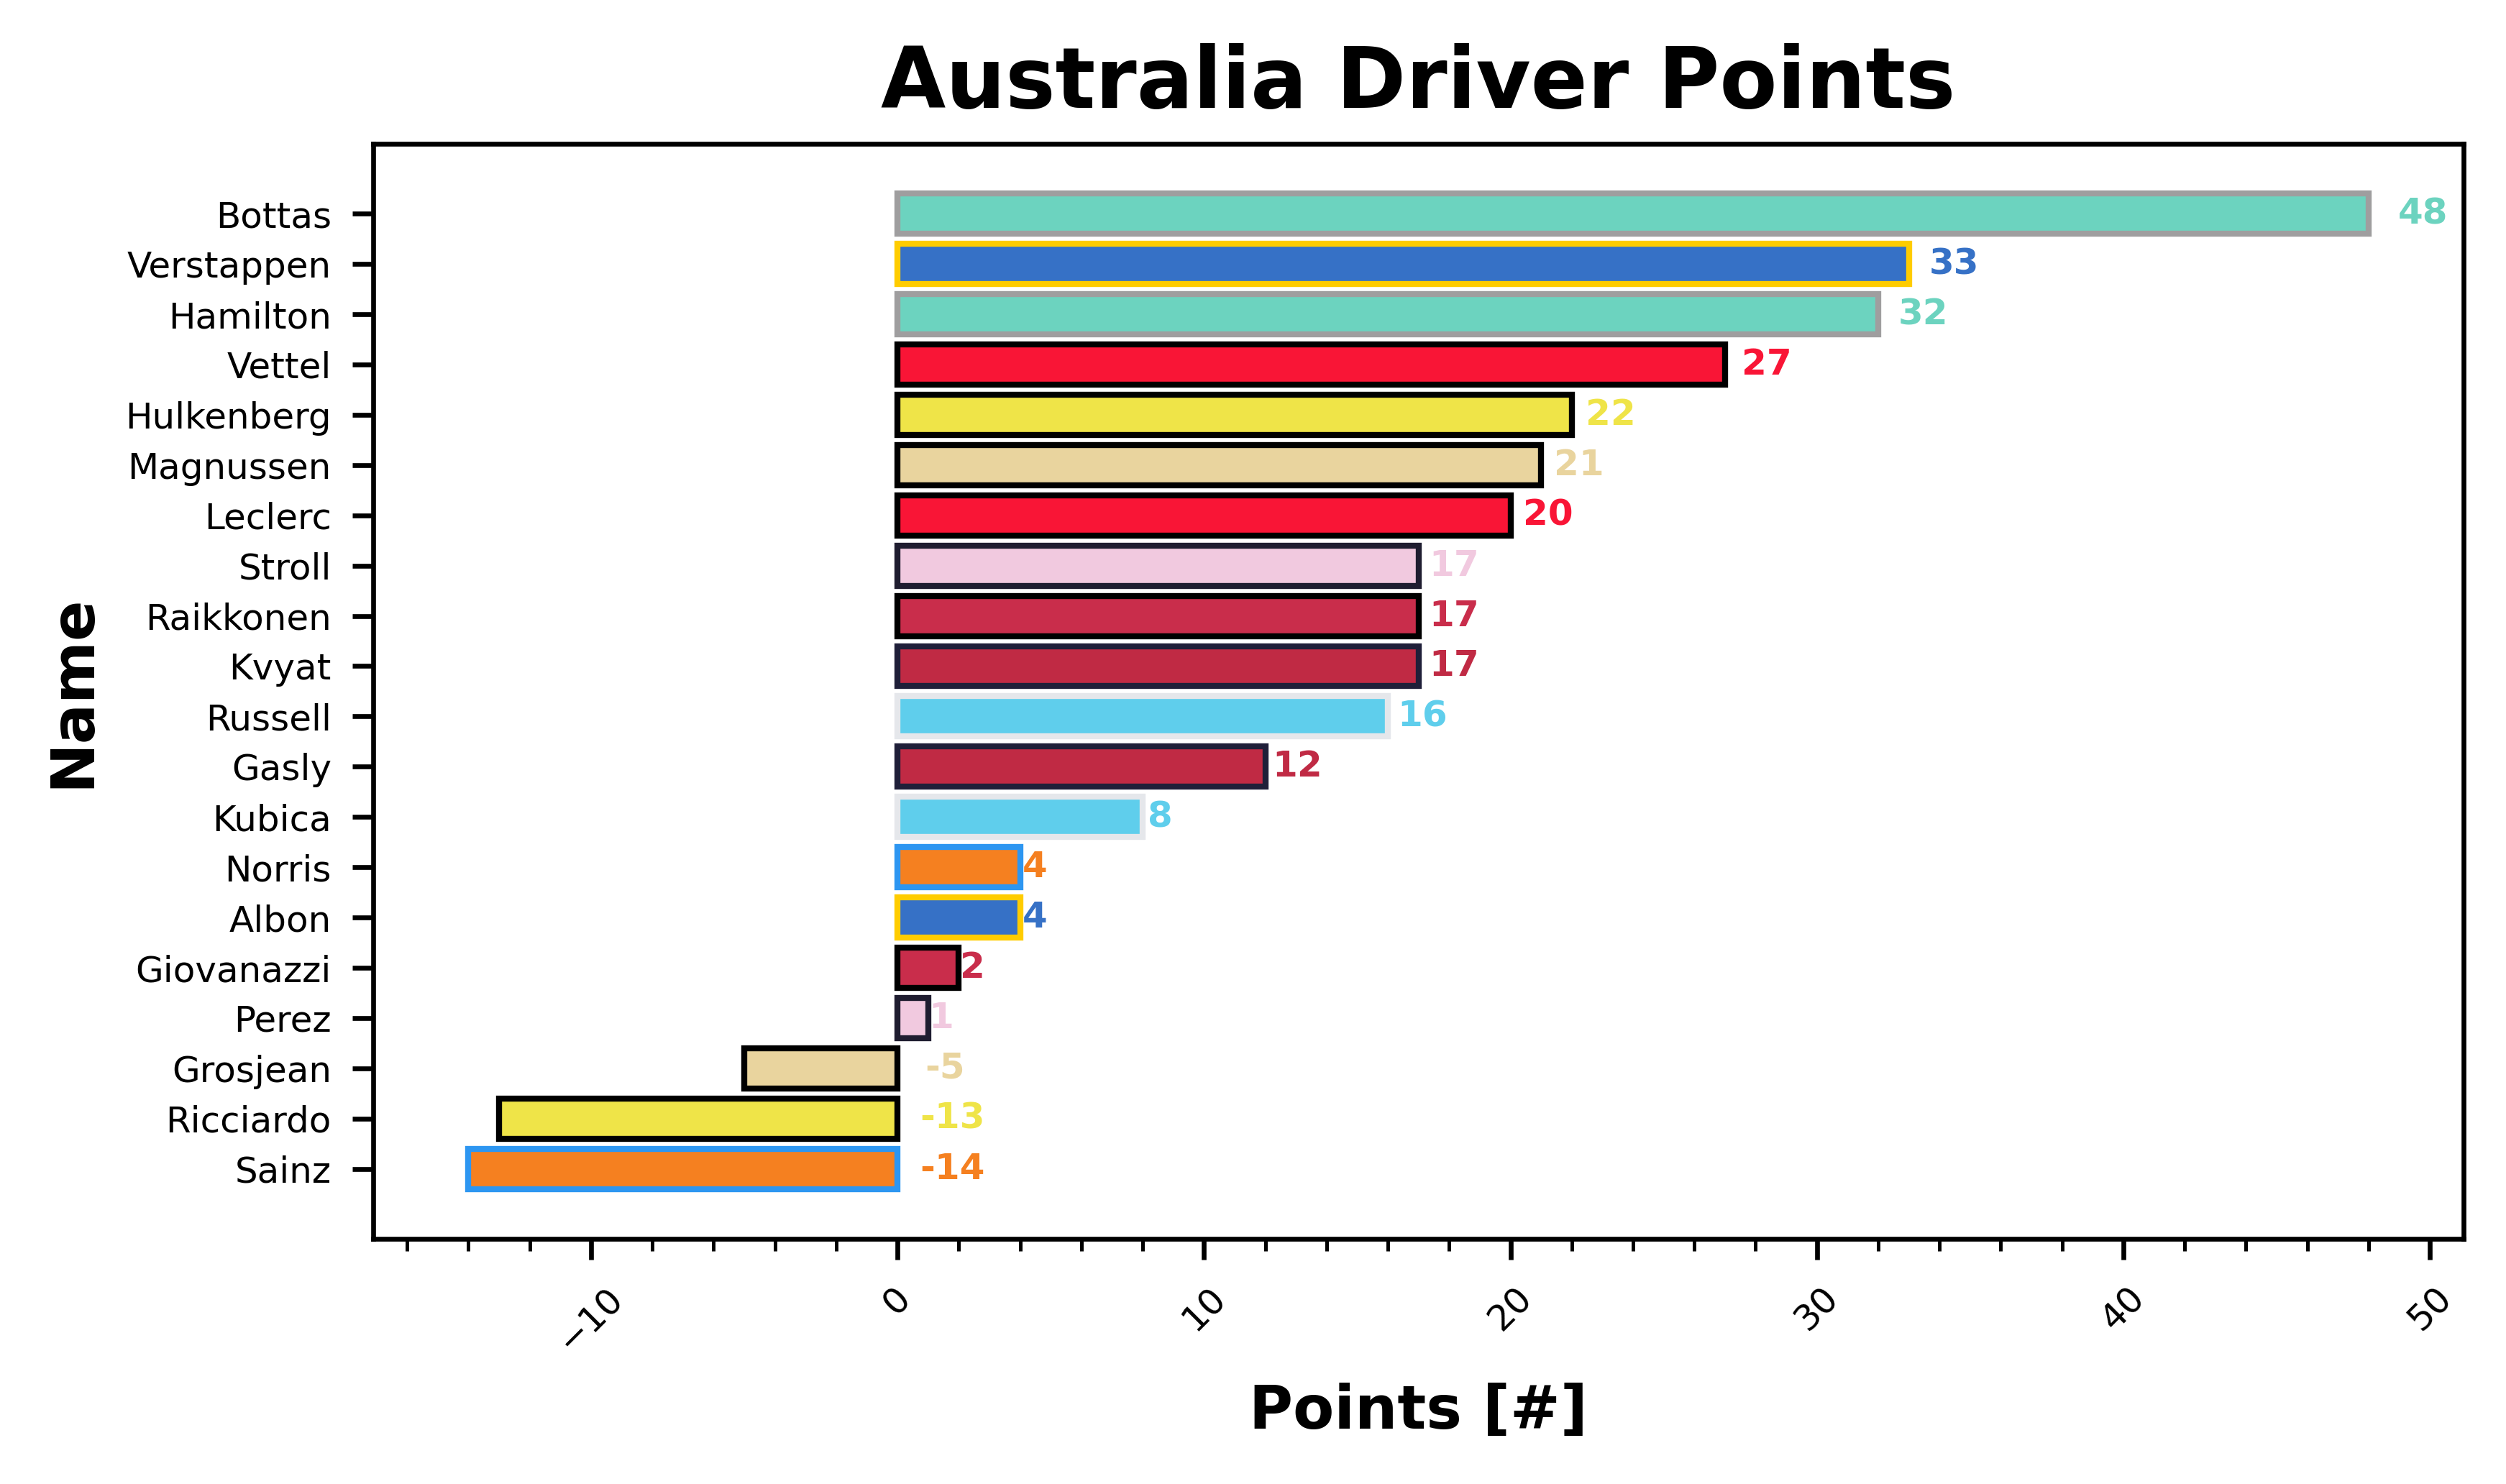 Australia Driver Points
Name
Bottas 48
Verstappen 33
Hamilton 32
Vettel 27
Hulkenberg 22
Magnussen 21
Leclerc 20
Stroll 17
Raikkonen 17
Kvyat 17
Russell 16
Gasly 12
Kubica 8
Norris 4
Albon 4
Giovanazzi 2
Perez 1
Grosjean -5
Ricciardo -13
Sainz -14
−10 0 10 20 30 40 50
Points [#]